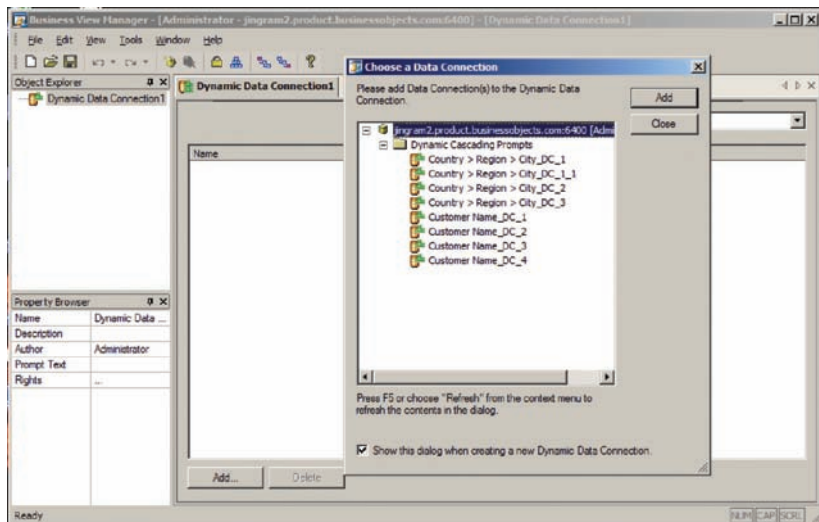 Business View Manager - [Administrator - jingram2.product.businessobjects.com:6400] - [Dynamic Data Connection1]
File Edit View Tools Window Help
Object Explorer
Dynamic Data Connection1
Dynamic Data Connection1
Name
Add...
Delete
Property Browser
Name Dynamic Data ...
Description
Author Administrator
Prompt Text
Rights ...
Choose a Data Connection
Please add Data Connection(s) to the Dynamic Data
Connection.
Add
Close
jingram2.product.businessobjects.com:6400 [Admi
Dynamic Cascading Prompts
Country > Region > City_DC_1
Country > Region > City_DC_1_1
Country > Region > City_DC_2
Country > Region > City_DC_3
Customer Name_DC_1
Customer Name_DC_2
Customer Name_DC_3
Customer Name_DC_4
Press F5 or choose "Refresh" from the context menu to
refresh the contents in the dialog.
Show this dialog when creating a new Dynamic Data Connection.
Ready
NUM CAP SCRL